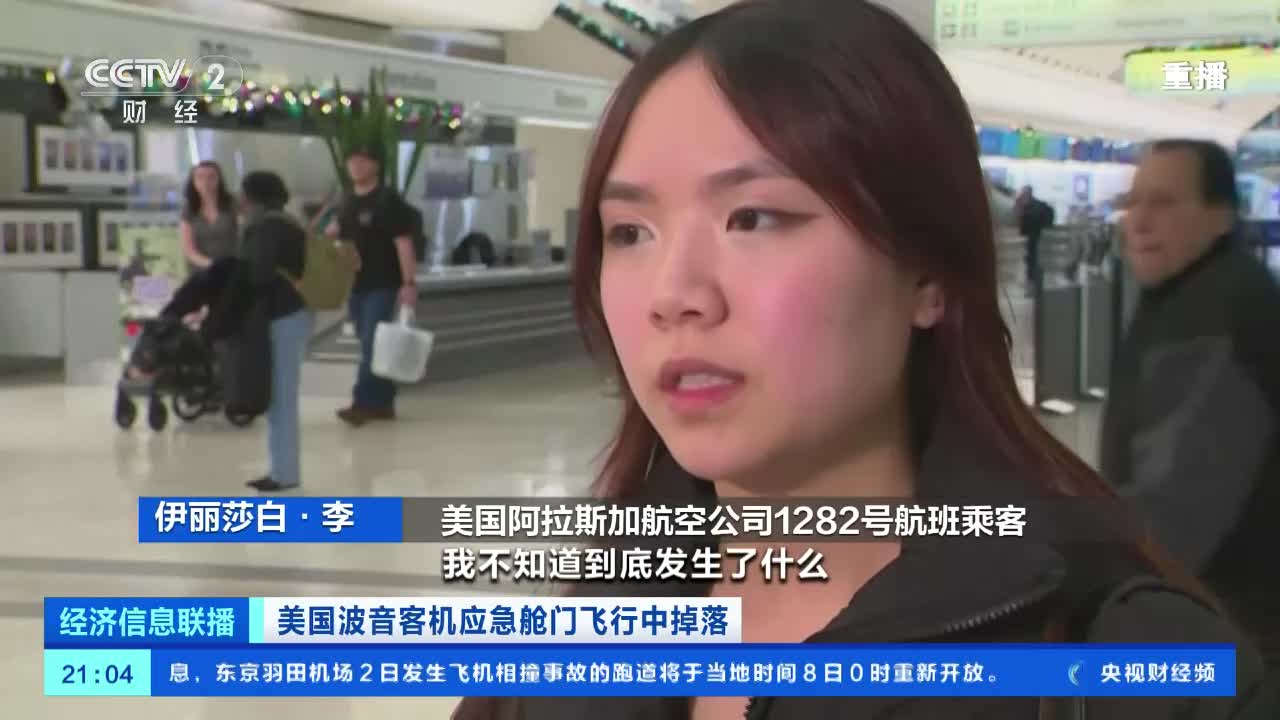 CCTV 2
财经
重播
伊丽莎白·李
美国阿拉斯加航空公司1282号航班乘客
我不知道到底发生了什么
经济信息联播
美国波音客机应急舱门飞行中掉落
21:04
息，东京羽田机场2日发生飞机相撞事故的跑道将于当地时间8日0时重新开放。
央视财经频